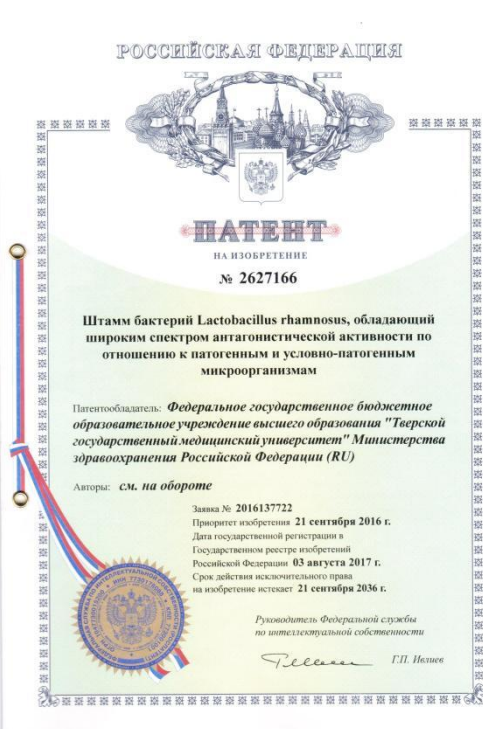 РОССИЙСКАЯ ФЕДЕРАЦИЯ
ПАТЕНТ
НА ИЗОБРЕТЕНИЕ
№ 2627166
Штамм бактерий Lactobacillus rhamnosus, обладающий
широким спектром антагонистической активности по
отношению к патогенным и условно-патогенным
микроорганизмам
Патентообладатель: Федеральное государственное бюджетное
образовательное учреждение высшего образования "Тверской
государственный медицинский университет" Министерства
здравоохранения Российской Федерации (RU)
Авторы: см. на обороте
Заявка № 2016137722
Приоритет изобретения 21 сентября 2016 г.
Дата государственной регистрации в
Государственном реестре изобретений
Российской Федерации 03 августа 2017 г.
Срок действия исключительного права
на изобретение истекает 21 сентября 2036 г.
Руководитель Федеральной службы
по интеллектуальной собственности
Г.П. Ивлиев